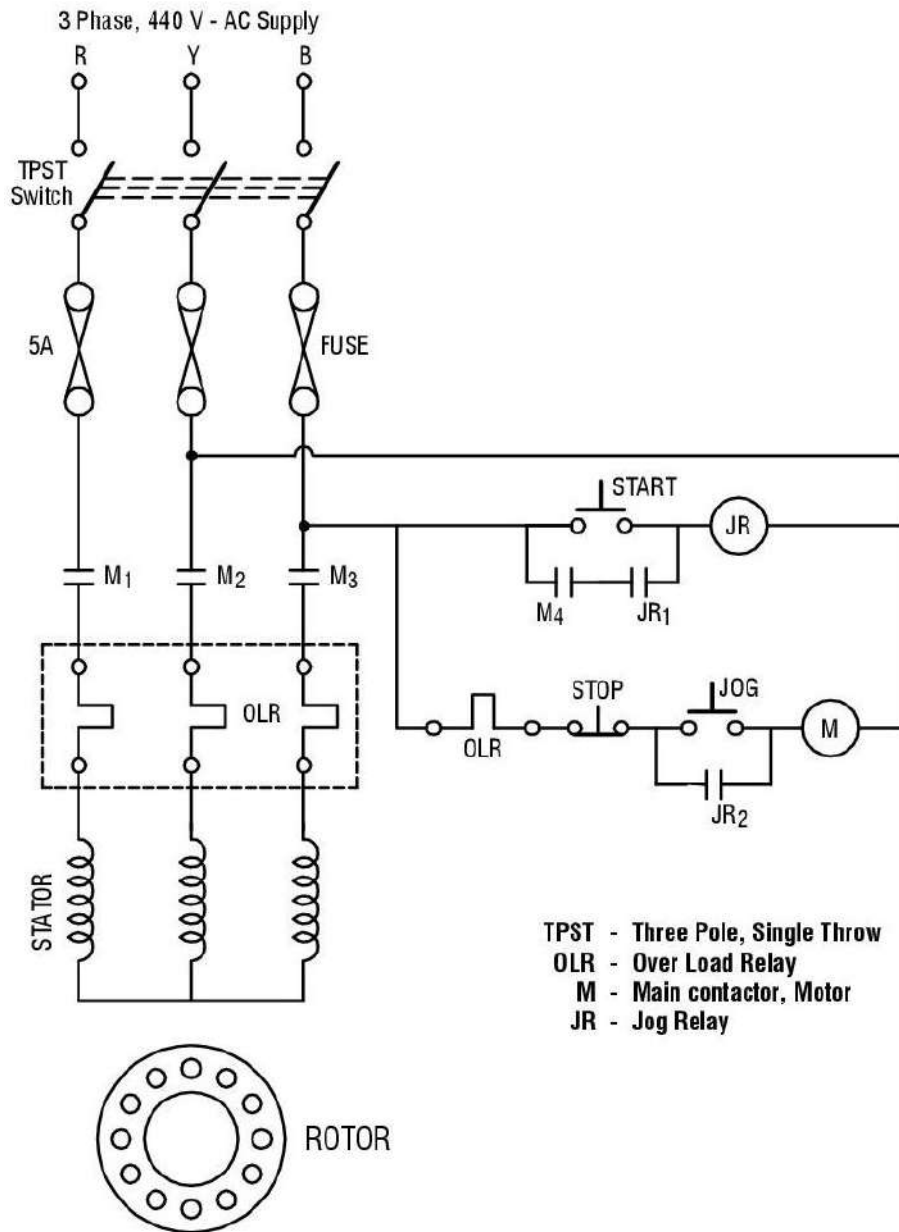 3 Phase, 440 V - AC Supply
R Y B
TPST
Switch
5A
FUSE
START
JR
M1 M2 M3
M4 JR1
OLR
STOP
JOG
OLR
M
JR2
STATOR
TPST - Three Pole, Single Throw
OLR - Over Load Relay
M - Main contactor, Motor
JR - Jog Relay
ROTOR